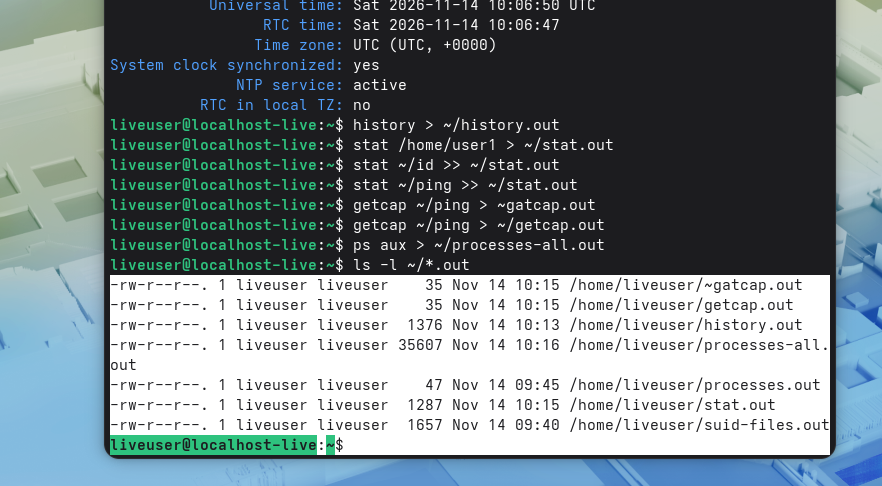 Universal time: Sat 2026-11-14 10:06:50 UTC
RTC time: Sat 2026-11-14 10:06:47
Time zone: UTC (UTC, +0000)
System clock synchronized: yes
NTP service: active
RTC in local TZ: no
liveuser@localhost-live:~$ history > ~/history.out
liveuser@localhost-live:~$ stat /home/user1 > ~/stat.out
liveuser@localhost-live:~$ stat ~/id >> ~/stat.out
liveuser@localhost-live:~$ stat ~/ping >> ~/stat.out
liveuser@localhost-live:~$ getcap ~/ping > ~gatcap.out
liveuser@localhost-live:~$ getcap ~/ping > ~/getcap.out
liveuser@localhost-live:~$ ps aux > ~/processes-all.out
liveuser@localhost-live:~$ ls -l ~/*.out
-rw-r--r--. 1 liveuser liveuser    35 Nov 14 10:15 /home/liveuser/~gatcap.out
-rw-r--r--. 1 liveuser liveuser    35 Nov 14 10:15 /home/liveuser/getcap.out
-rw-r--r--. 1 liveuser liveuser  1376 Nov 14 10:13 /home/liveuser/history.out
-rw-r--r--. 1 liveuser liveuser 35607 Nov 14 10:16 /home/liveuser/processes-all.
out
-rw-r--r--. 1 liveuser liveuser    47 Nov 14 09:45 /home/liveuser/processes.out
-rw-r--r--. 1 liveuser liveuser  1287 Nov 14 10:15 /home/liveuser/stat.out
-rw-r--r--. 1 liveuser liveuser  1657 Nov 14 09:40 /home/liveuser/suid-files.out
liveuser@localhost-live:~$